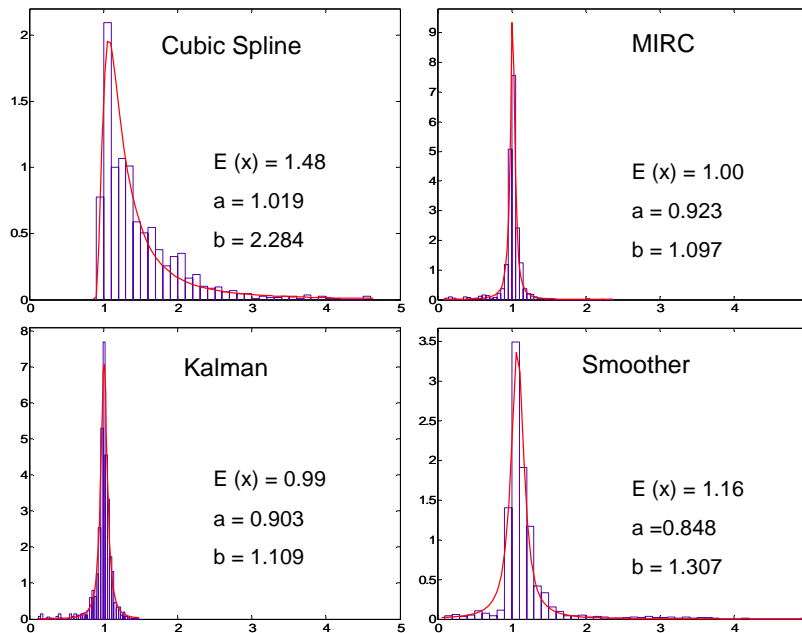 Cubic Spline
E (x) = 1.48
a = 1.019
b = 2.284
2
1.5
1
0.5
0
0 1 2 3 4 5
MIRC
E (x) = 1.00
a = 0.923
b = 1.097
9
8
7
6
5
4
3
2
1
0
0 1 2 3 4
Kalman
E (x) = 0.99
a = 0.903
b = 1.109
8
7
6
5
4
3
2
1
0
0 1 2 3 4 5
Smoother
E (x) = 1.16
a =0.848
b = 1.307
3.5
3
2.5
2
1.5
1
0.5
0
0 1 2 3 4